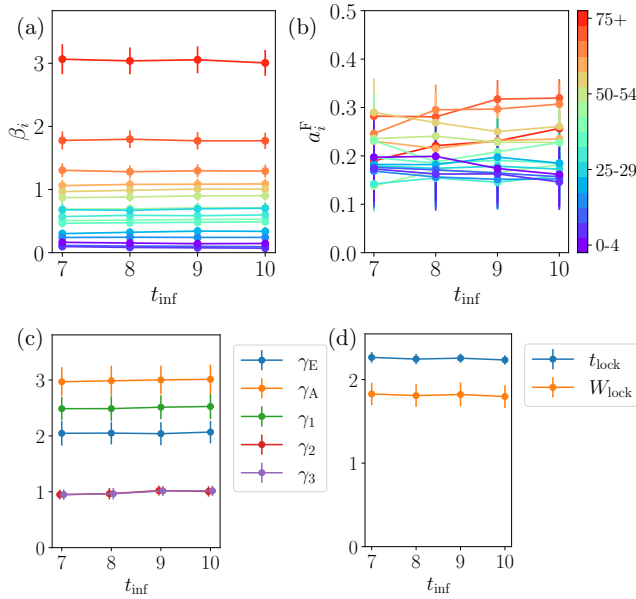 (a)
(b)
β_i
3
2
1
0
7 8 9 10
t_inf
a_i^F
0.5
0.4
0.3
0.2
0.1
0.0
7 8 9 10
t_inf
75+
50-54
25-29
0-4
(c)
(d)
3
2
1
0
7 8 9 10
t_inf
γ_E
γ_A
γ_1
γ_2
γ_3
2
1
0
7 8 9 10
t_inf
t_lock
W_lock